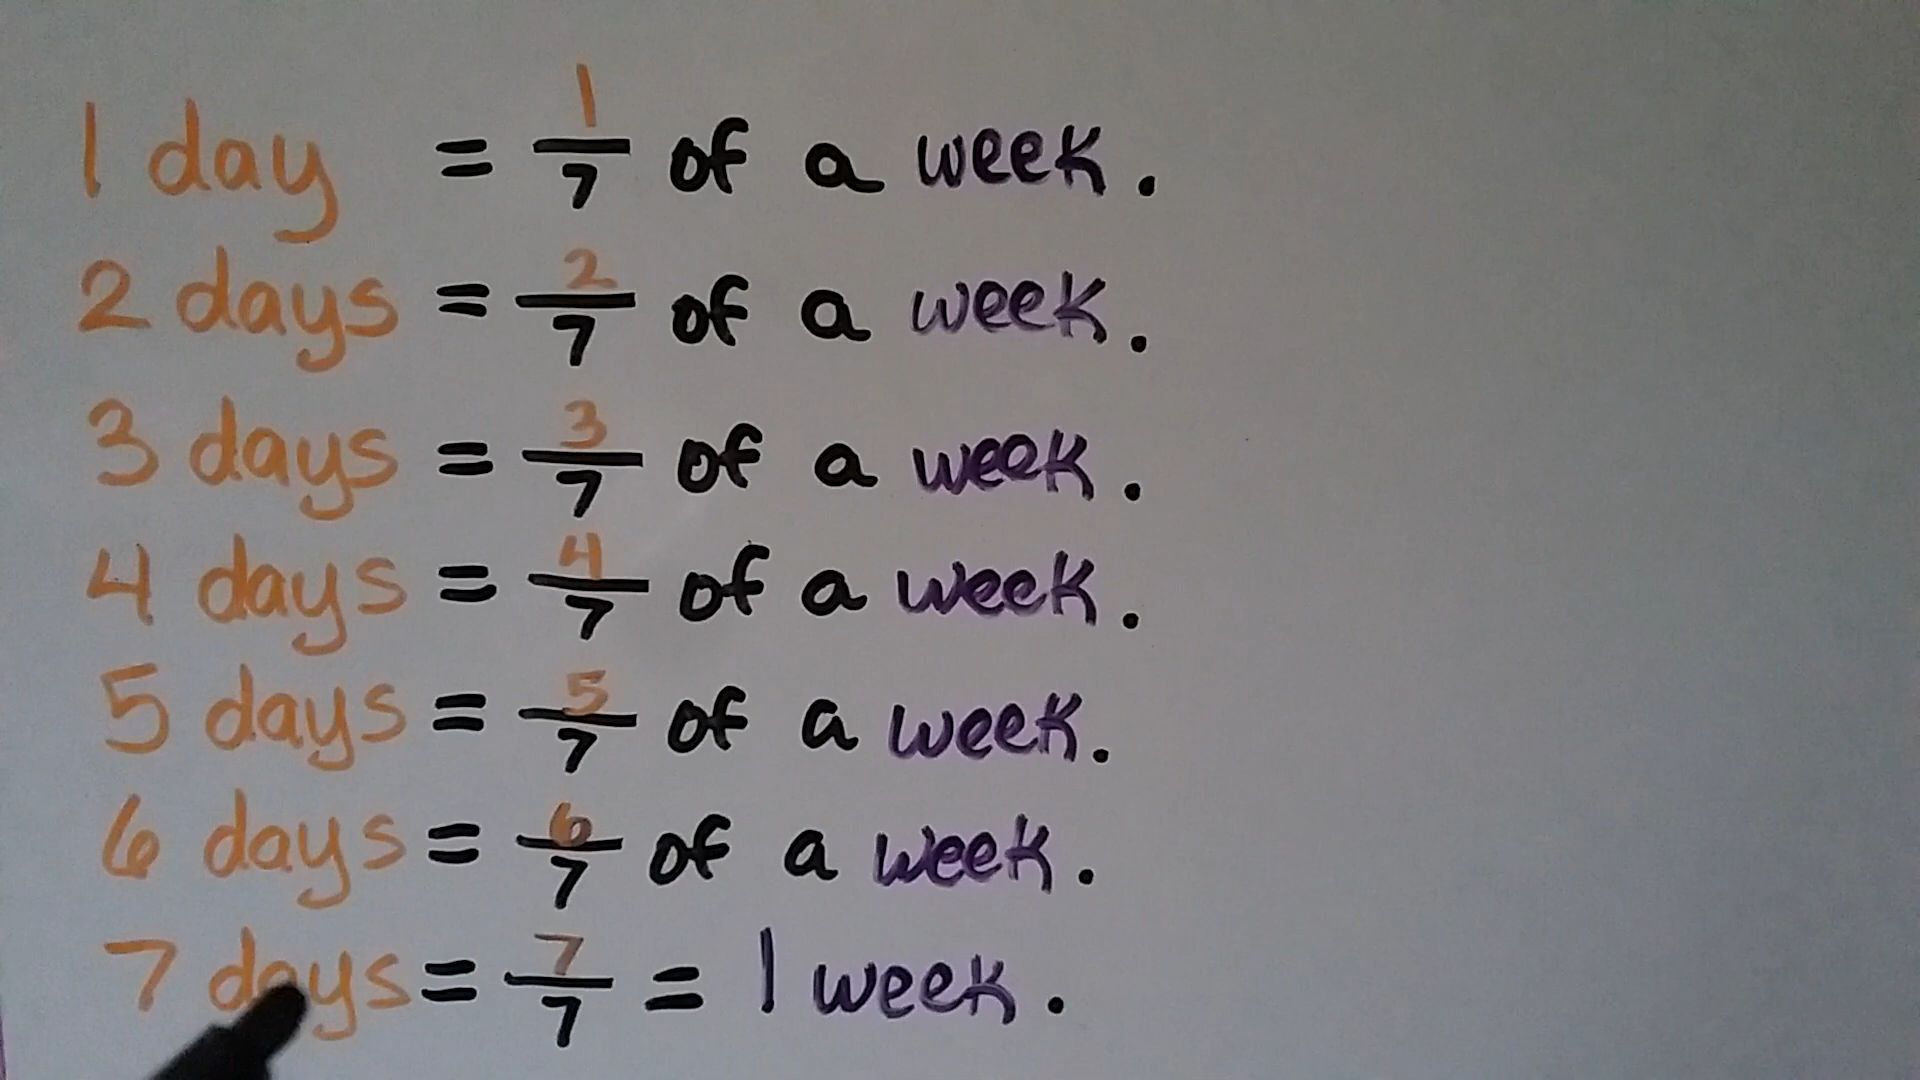 1 day = 1/7 of a week.
2 days = 2/7 of a week.
3 days = 3/7 of a week.
4 days = 4/7 of a week.
5 days = 5/7 of a week.
6 days = 6/7 of a week.
7 days = 7/7 = 1 week.